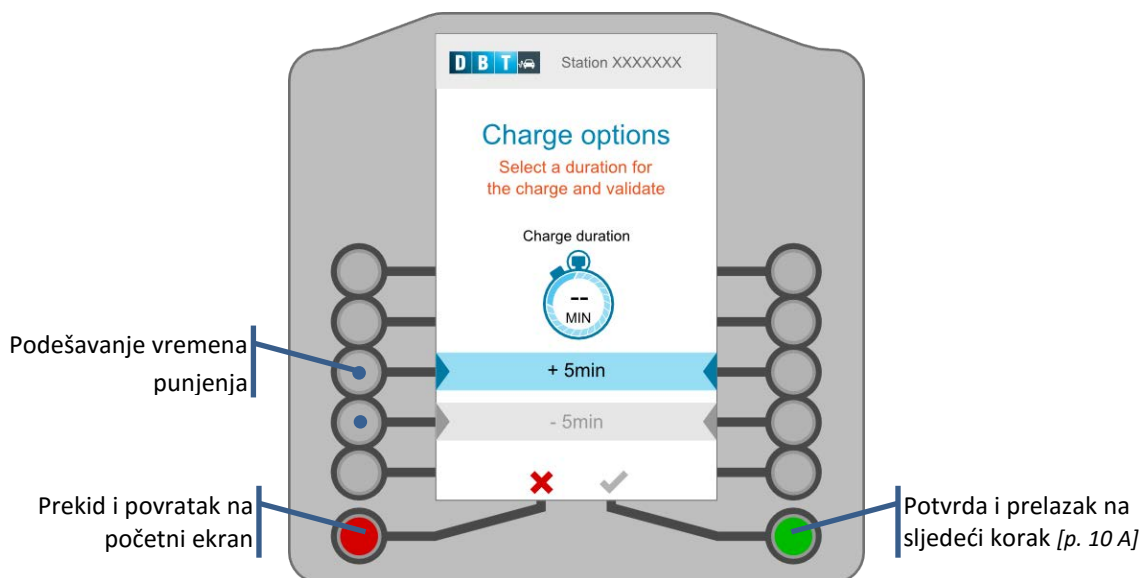 DBT Station XXXXXXX
Charge options
Select a duration for
the charge and validate
Charge duration
--
MIN
+ 5min
- 5min
Podešavanje vremena
punjenja
Prekid i povratak na
početni ekran
Potvrda i prelazak na
sljedeći korak [p. 10 A]